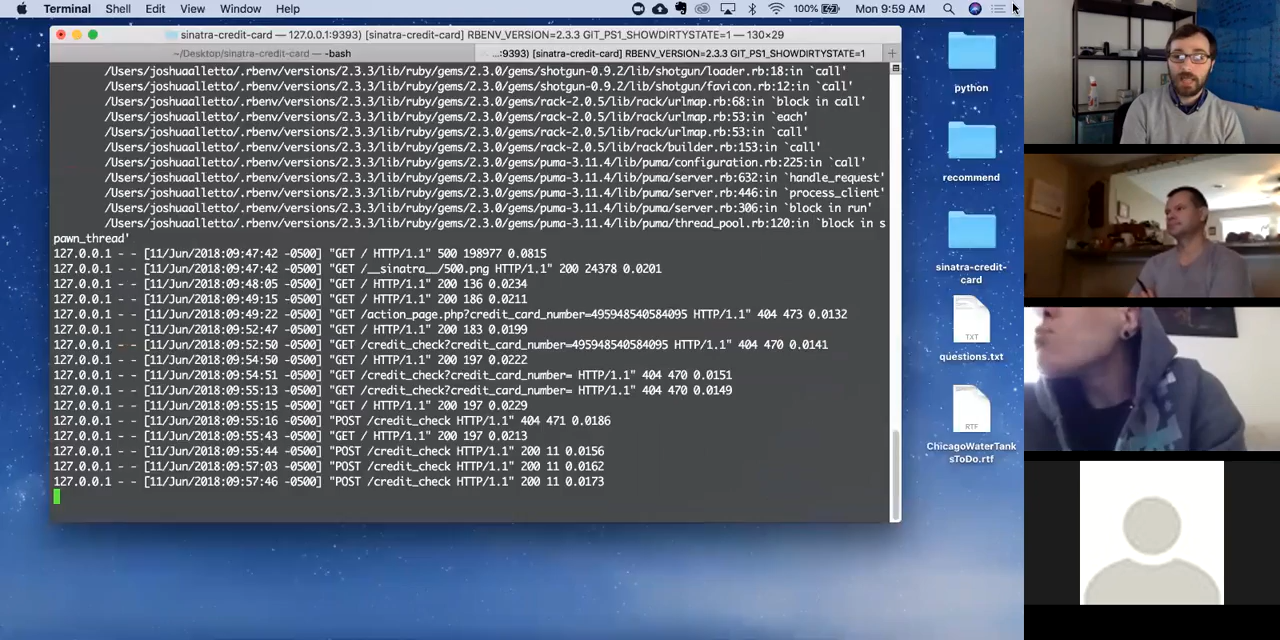 Terminal Shell Edit View Window Help 100% Mon 9:59 AM
sinatra-credit-card — 127.0.0.1:9393) [sinatra-credit-card] RBENV_VERSION=2.3.3 GIT_PS1_SHOWDIRTYSTATE=1 — 130×29
~/Desktop/sinatra-credit-card — -bash
...:9393) [sinatra-credit-card] RBENV_VERSION=2.3.3 GIT_PS1_SHOWDIRTYSTATE=1 +
/Users/joshuaalletto/.rbenv/versions/2.3.3/lib/ruby/gems/2.3.0/gems/shotgun-0.9.2/lib/shotgun/loader.rb:18:in `call'
/Users/joshuaalletto/.rbenv/versions/2.3.3/lib/ruby/gems/2.3.0/gems/shotgun-0.9.2/lib/shotgun/favicon.rb:12:in `call'
/Users/joshuaalletto/.rbenv/versions/2.3.3/lib/ruby/gems/2.3.0/gems/rack-2.0.5/lib/rack/urlmap.rb:68:in `block in call'
/Users/joshuaalletto/.rbenv/versions/2.3.3/lib/ruby/gems/2.3.0/gems/rack-2.0.5/lib/rack/urlmap.rb:53:in `each'
/Users/joshuaalletto/.rbenv/versions/2.3.3/lib/ruby/gems/2.3.0/gems/rack-2.0.5/lib/rack/urlmap.rb:53:in `call'
/Users/joshuaalletto/.rbenv/versions/2.3.3/lib/ruby/gems/2.3.0/gems/rack-2.0.5/lib/rack/builder.rb:153:in `call'
/Users/joshuaalletto/.rbenv/versions/2.3.3/lib/ruby/gems/2.3.0/gems/puma-3.11.4/lib/puma/configuration.rb:225:in `call'
/Users/joshuaalletto/.rbenv/versions/2.3.3/lib/ruby/gems/2.3.0/gems/puma-3.11.4/lib/puma/server.rb:632:in `handle_request'
/Users/joshuaalletto/.rbenv/versions/2.3.3/lib/ruby/gems/2.3.0/gems/puma-3.11.4/lib/puma/server.rb:446:in `process_client'
/Users/joshuaalletto/.rbenv/versions/2.3.3/lib/ruby/gems/2.3.0/gems/puma-3.11.4/lib/puma/server.rb:306:in `block in run'
/Users/joshuaalletto/.rbenv/versions/2.3.3/lib/ruby/gems/2.3.0/gems/puma-3.11.4/lib/puma/thread_pool.rb:120:in `block in s
pawn_thread'
127.0.0.1 - - [11/Jun/2018:09:47:42 -0500] "GET / HTTP/1.1" 500 198977 0.0815
127.0.0.1 - - [11/Jun/2018:09:47:42 -0500] "GET /__sinatra__/500.png HTTP/1.1" 200 24378 0.0201
127.0.0.1 - - [11/Jun/2018:09:48:05 -0500] "GET / HTTP/1.1" 200 136 0.0234
127.0.0.1 - - [11/Jun/2018:09:49:15 -0500] "GET / HTTP/1.1" 200 186 0.0211
127.0.0.1 - - [11/Jun/2018:09:49:22 -0500] "GET /action_page.php?credit_card_number=495948540584095 HTTP/1.1" 404 473 0.0132
127.0.0.1 - - [11/Jun/2018:09:52:47 -0500] "GET / HTTP/1.1" 200 183 0.0199
127.0.0.1 - - [11/Jun/2018:09:52:50 -0500] "GET /credit_check?credit_card_number=495948540584095 HTTP/1.1" 404 470 0.0141
127.0.0.1 - - [11/Jun/2018:09:54:50 -0500] "GET / HTTP/1.1" 200 197 0.0222
127.0.0.1 - - [11/Jun/2018:09:54:51 -0500] "GET /credit_check?credit_card_number= HTTP/1.1" 404 470 0.0151
127.0.0.1 - - [11/Jun/2018:09:55:13 -0500] "GET /credit_check?credit_card_number= HTTP/1.1" 404 470 0.0149
127.0.0.1 - - [11/Jun/2018:09:55:15 -0500] "GET / HTTP/1.1" 200 197 0.0229
127.0.0.1 - - [11/Jun/2018:09:55:16 -0500] "POST /credit_check HTTP/1.1" 404 471 0.0186
127.0.0.1 - - [11/Jun/2018:09:55:43 -0500] "GET / HTTP/1.1" 200 197 0.0213
127.0.0.1 - - [11/Jun/2018:09:55:44 -0500] "POST /credit_check HTTP/1.1" 200 11 0.0156
127.0.0.1 - - [11/Jun/2018:09:57:03 -0500] "POST /credit_check HTTP/1.1" 200 11 0.0162
127.0.0.1 - - [11/Jun/2018:09:57:46 -0500] "POST /credit_check HTTP/1.1" 200 11 0.0173
python
recommend
sinatra-credit-
card
TXT
questions.txt
RTF
ChicagoWaterTank
sToDo.rtf